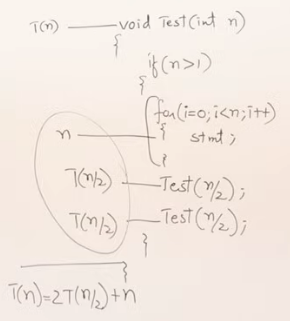 T(n) — void Test(int n)
{
if(n>1)
{
for(i=0;i<n;i++)
n — {
stmt;
}
T(n/2) — Test(n/2);
T(n/2) — Test(n/2);
}
}
T(n)=2T(n/2)+n